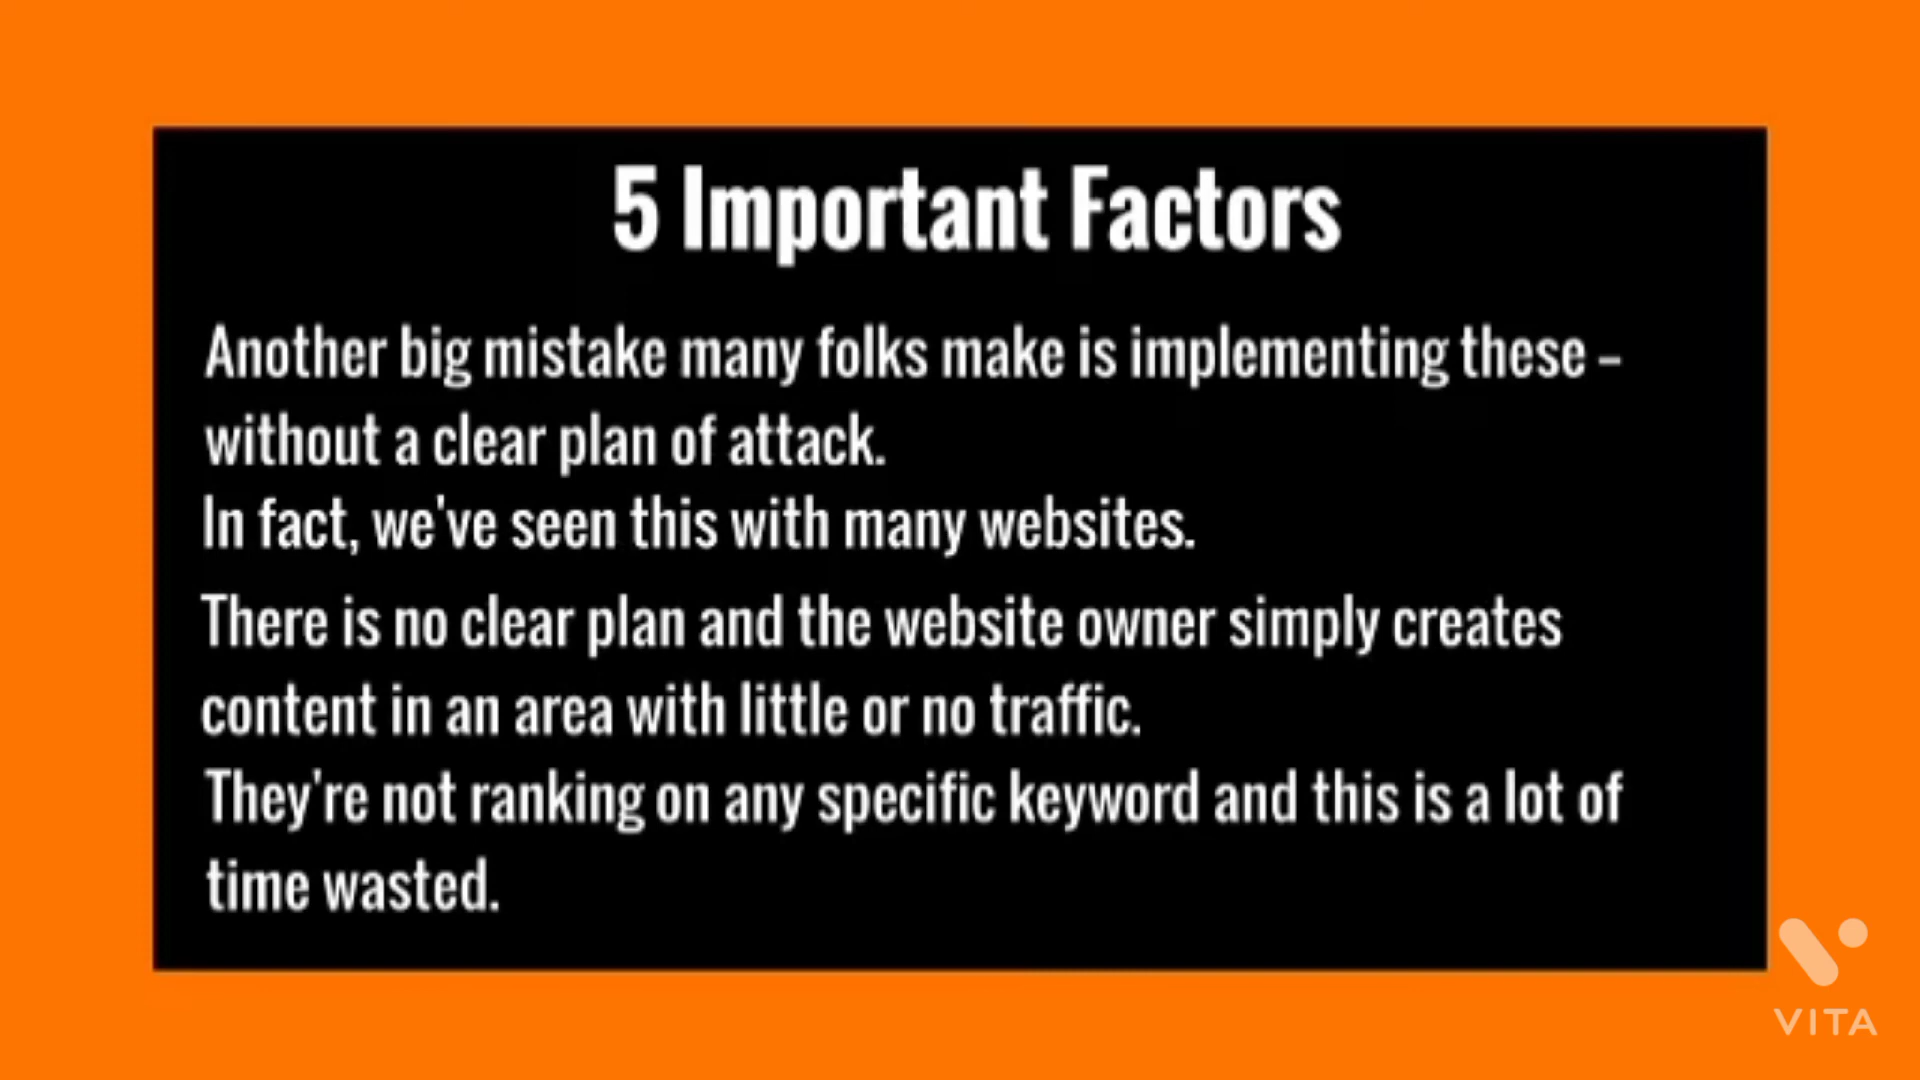 5 Important Factors
Another big mistake many folks make is implementing these –
without a clear plan of attack.
In fact, we've seen this with many websites.
There is no clear plan and the website owner simply creates
content in an area with little or no traffic.
They're not ranking on any specific keyword and this is a lot of
time wasted.
VITA